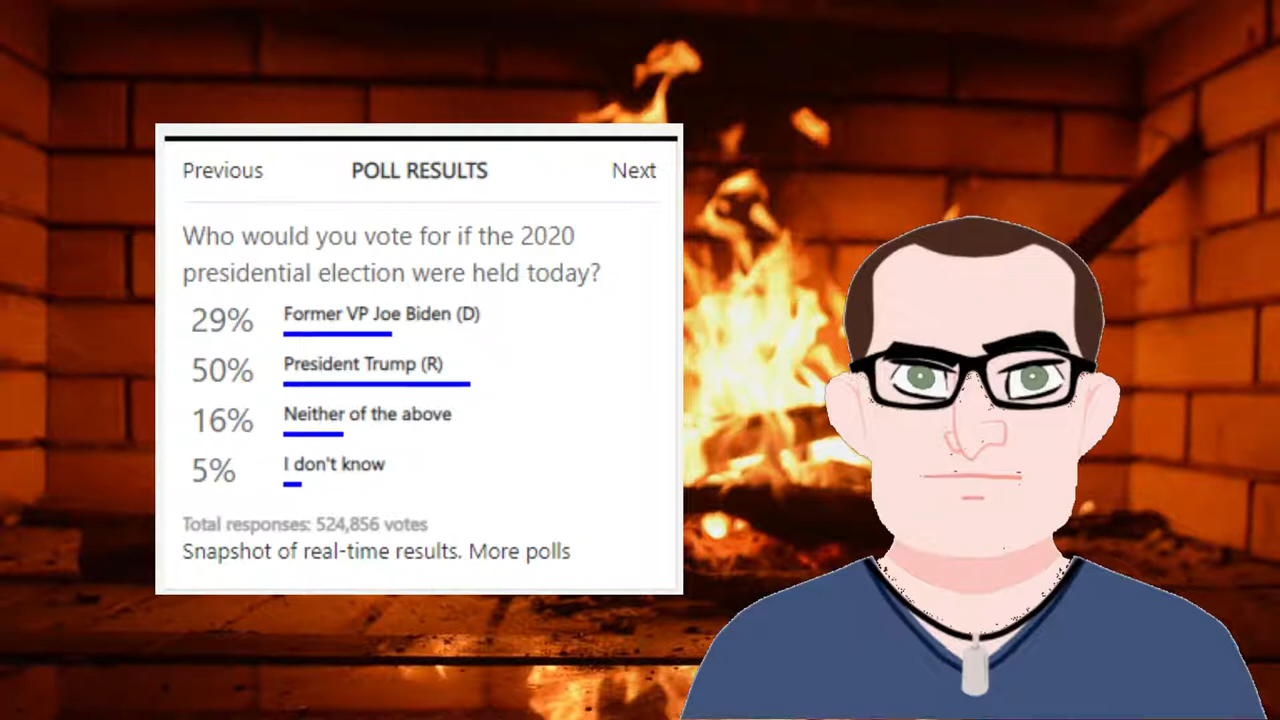 Previous POLL RESULTS Next
Who would you vote for if the 2020
presidential election were held today?
29% Former VP Joe Biden (D)
50% President Trump (R)
16% Neither of the above
5% I don't know
Total responses: 524,856 votes
Snapshot of real-time results. More polls